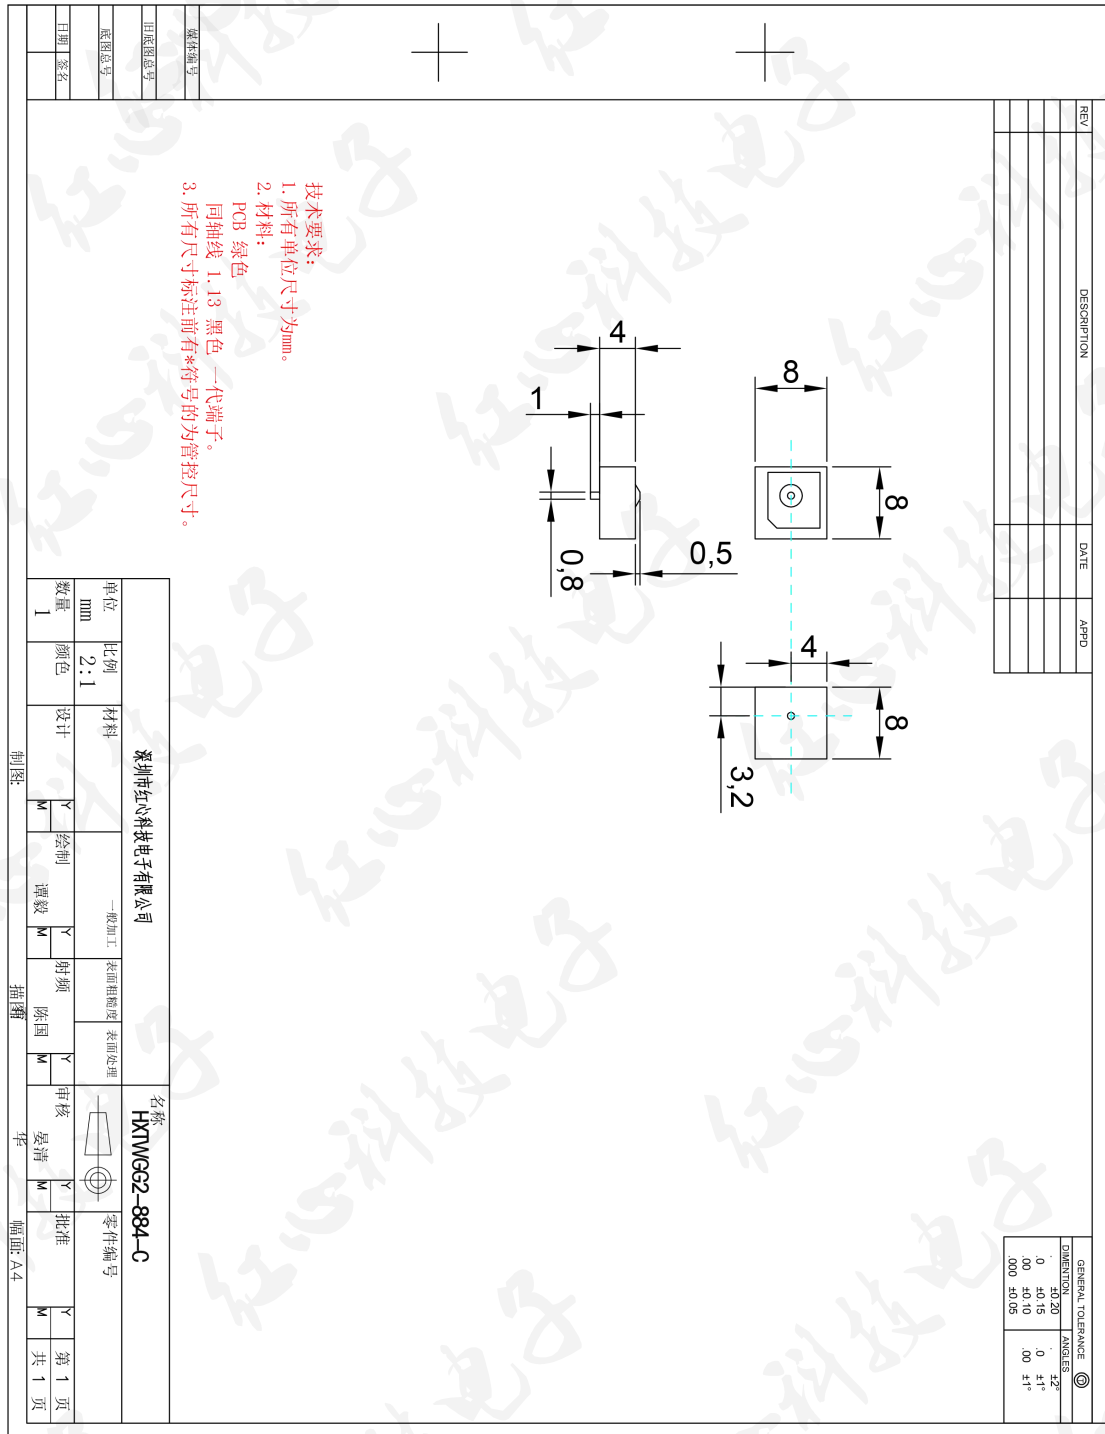 REV DESCRIPTION DATE APPD
GENERAL TOLERANCE
DIMENTION ANGLES
. ±0.20 . ±2°
.0 ±0.15 .0 ±1°
.00 ±0.10 .00 ±1°
.000 ±0.05
媒体编号
旧底图总号
底图总号
日期 签名
8
8
4
8
3,2
4
1
0,8
0,5
技术要求:
1. 所有单位尺寸为mm。
2. 材料:
PCB 绿色
同轴线 1.13 黑色 一代端子。
3. 所有尺寸标注前有*符号的为管控尺寸。
深圳市红心科技电子有限公司
名称
HXTWGG2-884-C
单位 比例 材料 一般加工 表面粗糙度 表面处理 零件编号
mm 2:1
数量 颜色 设计 Y 绘制 Y 射频 Y 审核 Y 批准 Y 第 1 页
1 M 谭毅 M 陈国 M 晏清 M M 共 1 页
华
制图: 描图: 幅面: A4
红心科技电子